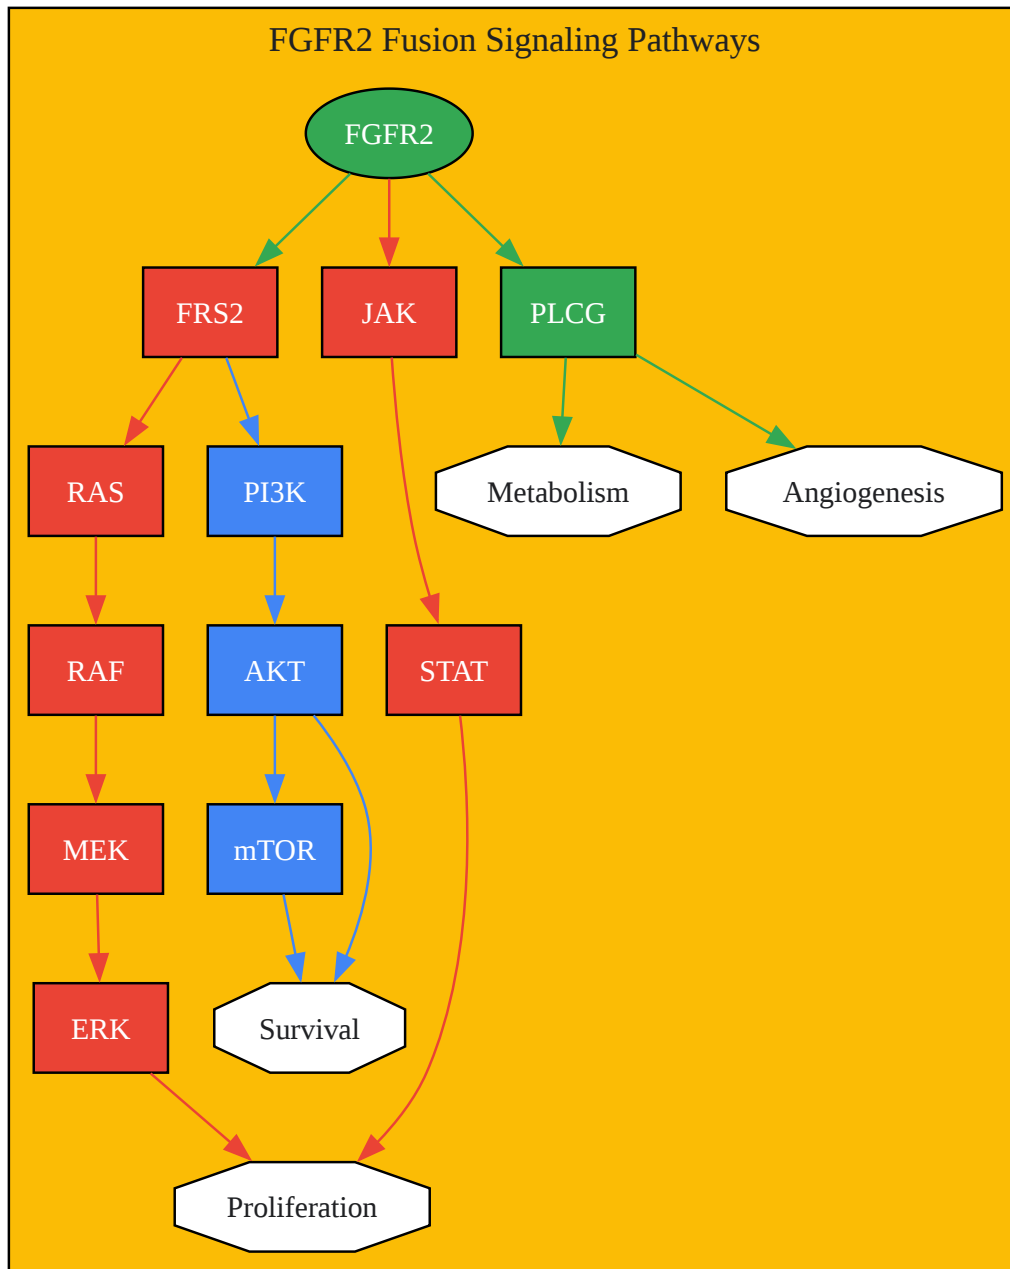 FGFR2 Fusion Signaling Pathways
FGFR2
FRS2
JAK
PLCG
RAS
PI3K
Metabolism
Angiogenesis
RAF
AKT
STAT
MEK
mTOR
ERK
Survival
Proliferation